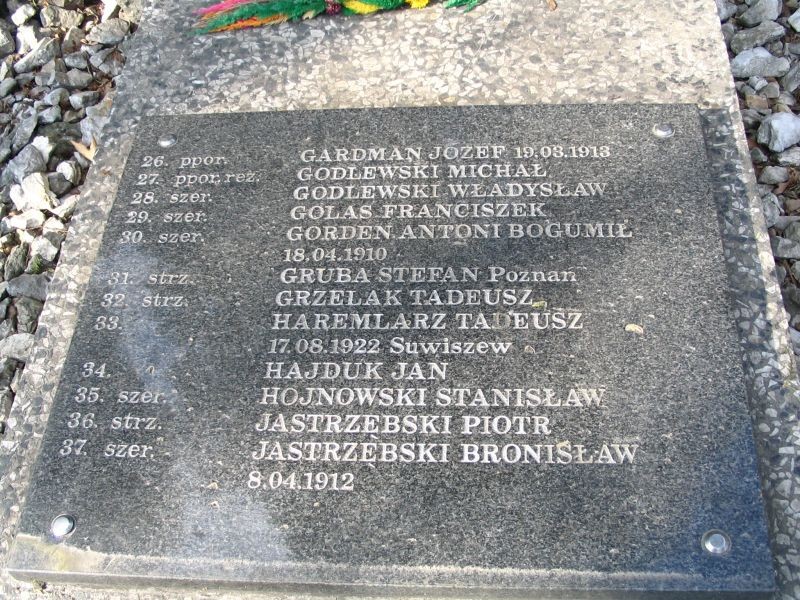 26. ppor. GARDMAN JÓZEF 19.03.1913
27. ppor. rez. GODLEWSKI MICHAŁ
28. szer. GODLEWSKI WŁADYSŁAW
29. szer. GOLAS FRANCISZEK
30. szer. GORDEN ANTONI BOGUMIŁ
18.04.1910
31. strz. GRUBA STEFAN Poznań
32. strz. GRZELAK TADEUSZ
33. HAREMLARZ TADEUSZ
17.08.1922 Suwiszew
34. HAJDUK JAN
35. szer. HOJNOWSKI STANISŁAW
36. strz. JASTRZĘBSKI PIOTR
37. szer. JASTRZĘBSKI BRONISŁAW
8.04.1912